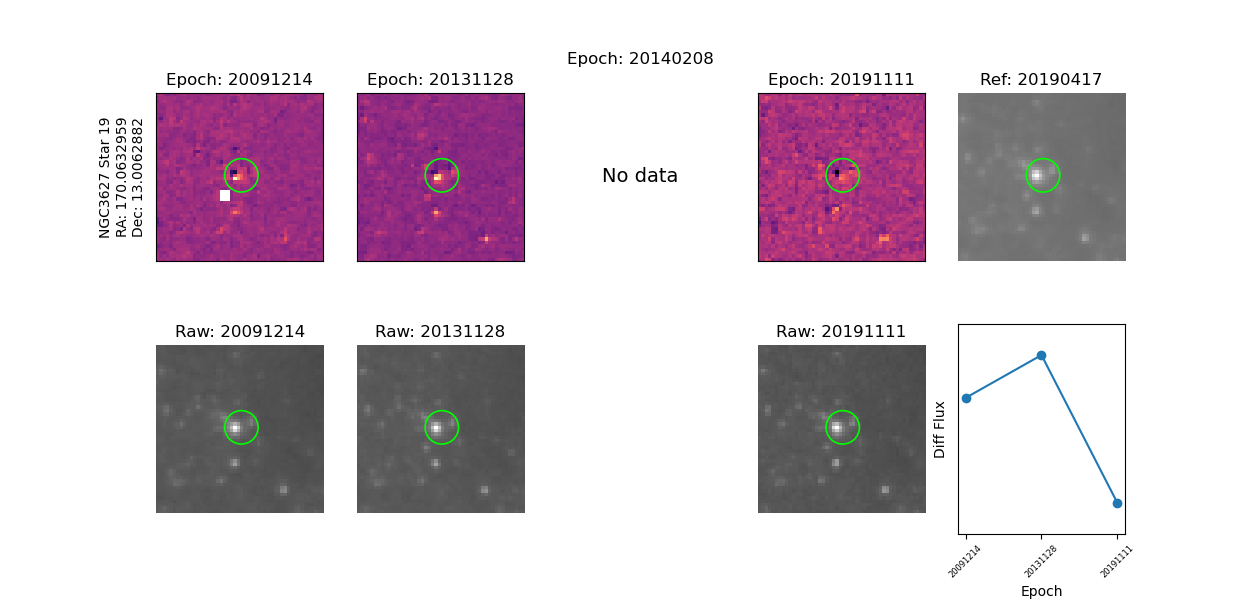 Epoch: 20140208
Epoch: 20091214
Epoch: 20131128
Epoch: 20191111
Ref: 20190417
NGC3627 Star 19
RA: 170.0632959
Dec: 13.0062882
No data
Raw: 20091214
Raw: 20131128
Raw: 20191111
Diff Flux
20091214
20131128
20191111
Epoch